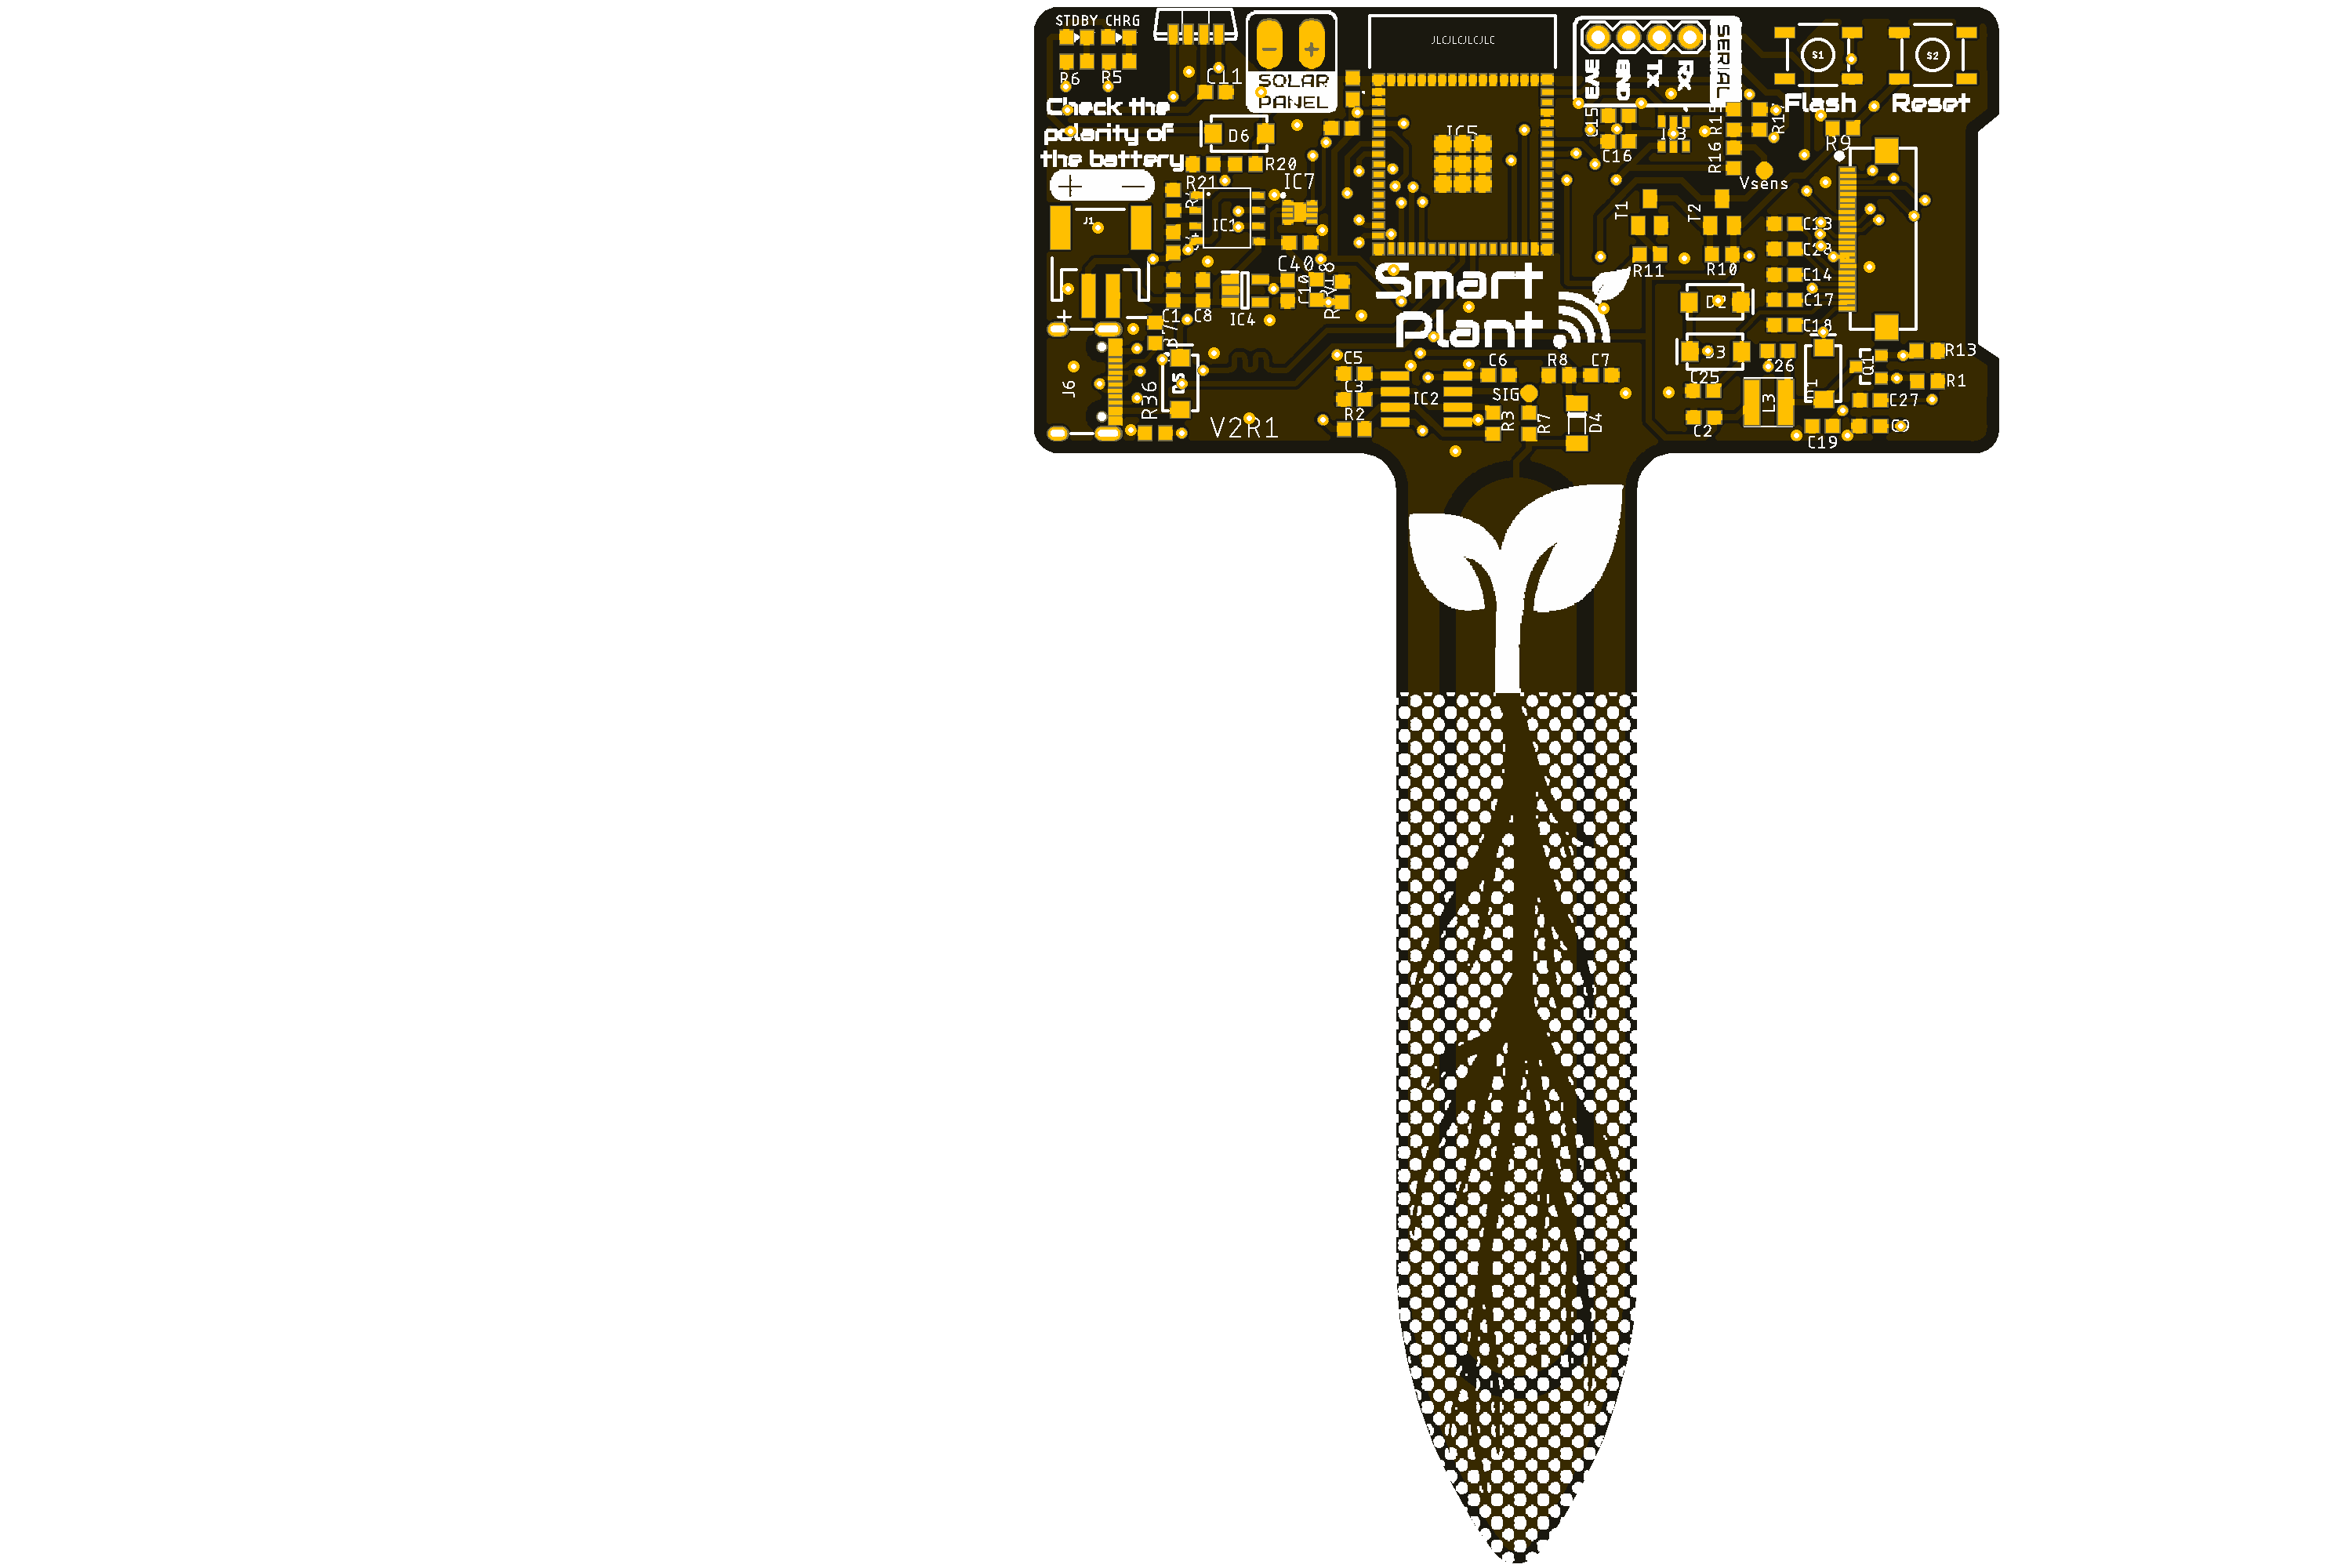 STDBY CHRG
R6 R5
Check the
polarity of
the battery
+ −
J1
+
J6
C11
− +
SOLAR
PANEL
D6
R20
R21
IC7
IC1
C40
C1 C8
IC4
R36
D5
V2R1
JLCJLCJLCJLC
IC5
Smart
Plant
C5
C3
R2
IC2
C6
R8
C7
SIG
R3
R7
D4
3V3
GND
Tx
RX
SERIAL
S1
Flash
S2
Reset
C15
C16
R15
R16
R9
Vsens
T1
T2
R11
R10
C13
C28
C14
C17
C18
D2
D3
C25
C26
C2
L3
F1
Q1
R13
R1
C27
C9
C19